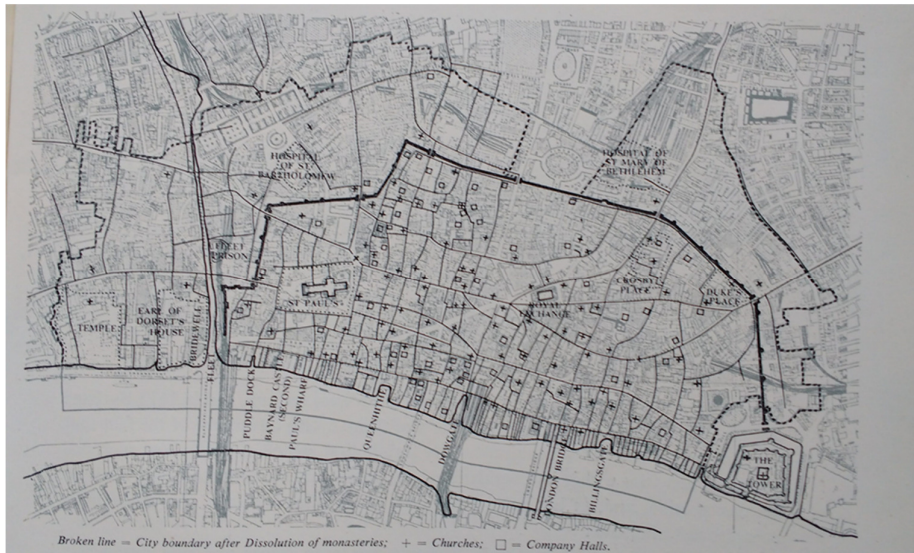 HOSPITAL
OF ST.
BARTHOLOMEW
HOSPITAL OF
ST MARY OF
BETHLEHEM
FLEET
PRISON
ST PAUL'S
ROYAL
EXCHANGE
CROSBY
PLACE
DUKE'S
PLACE
TEMPLE
EARL OF
DORSET'S
HOUSE
BRIDEWELL
FLEET
PUDDLE DOCK
BAYNARD CASTLE
(SECOND)
PAUL'S WHARF
QUEENHITHE
DOWGATE
LONDON BRIDGE
BILLINGSGATE
THE
TOWER
Broken line = City boundary after Dissolution of monasteries; + = Churches; □ = Company Halls.